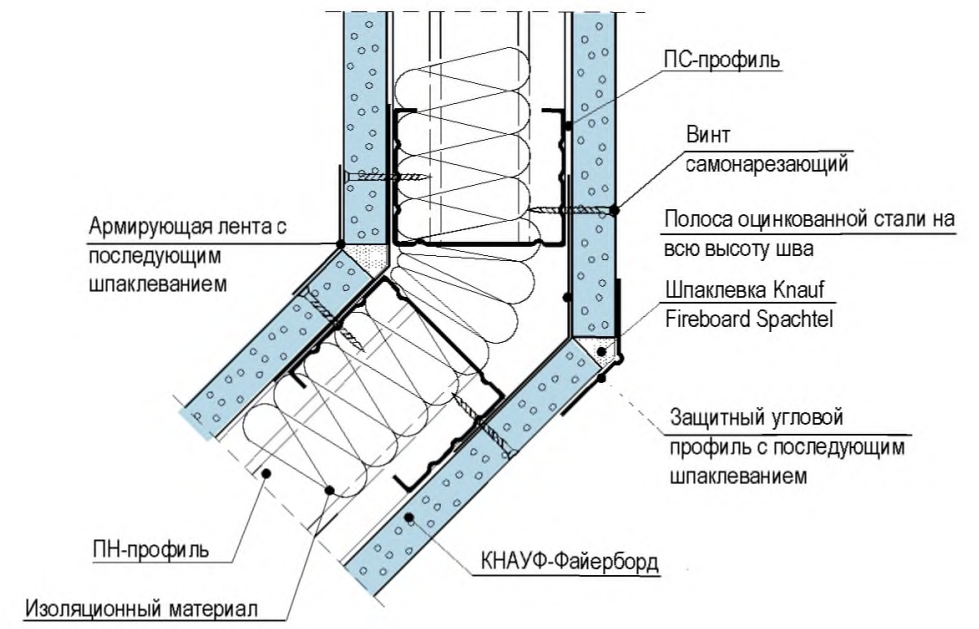 ПС-профиль
Винт
самонарезающий
Армирующая лента с
последующим
шпаклеванием
Полоса оцинкованной стали на
всю высоту шва
Шпаклевка Knauf
Fireboard Spachtel
Защитный угловой
профиль с последующим
шпаклеванием
ПН-профиль
КНАУФ-Файерборд
Изоляционный материал